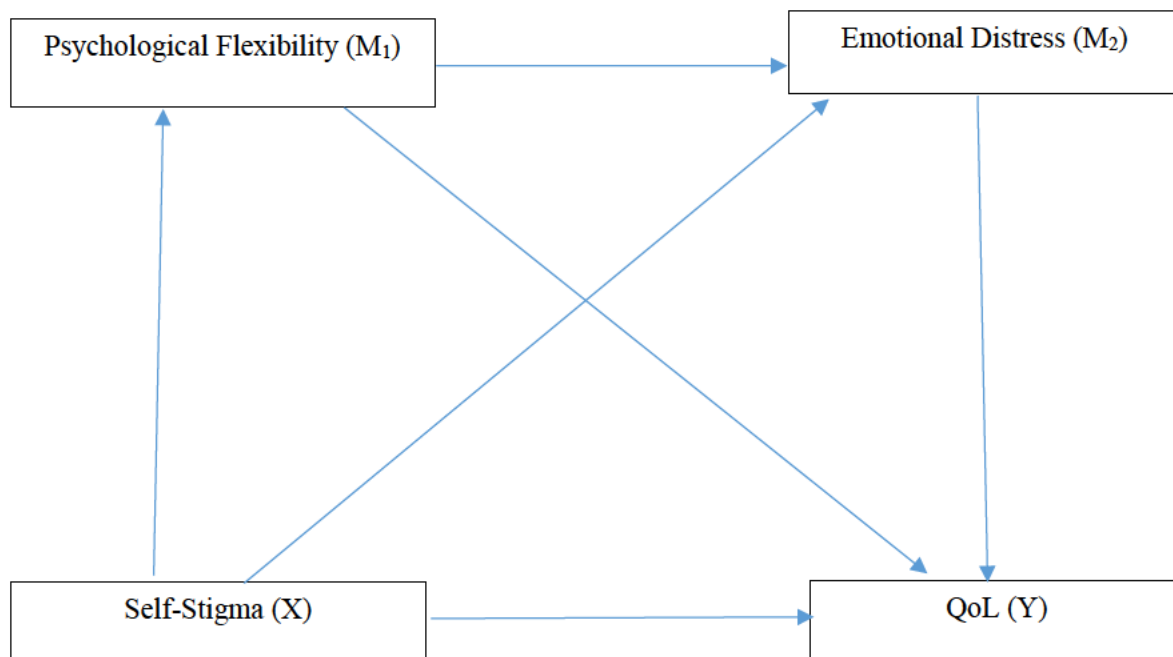 Psychological Flexibility (M₁)
Emotional Distress (M₂)
Self-Stigma (X)
QoL (Y)